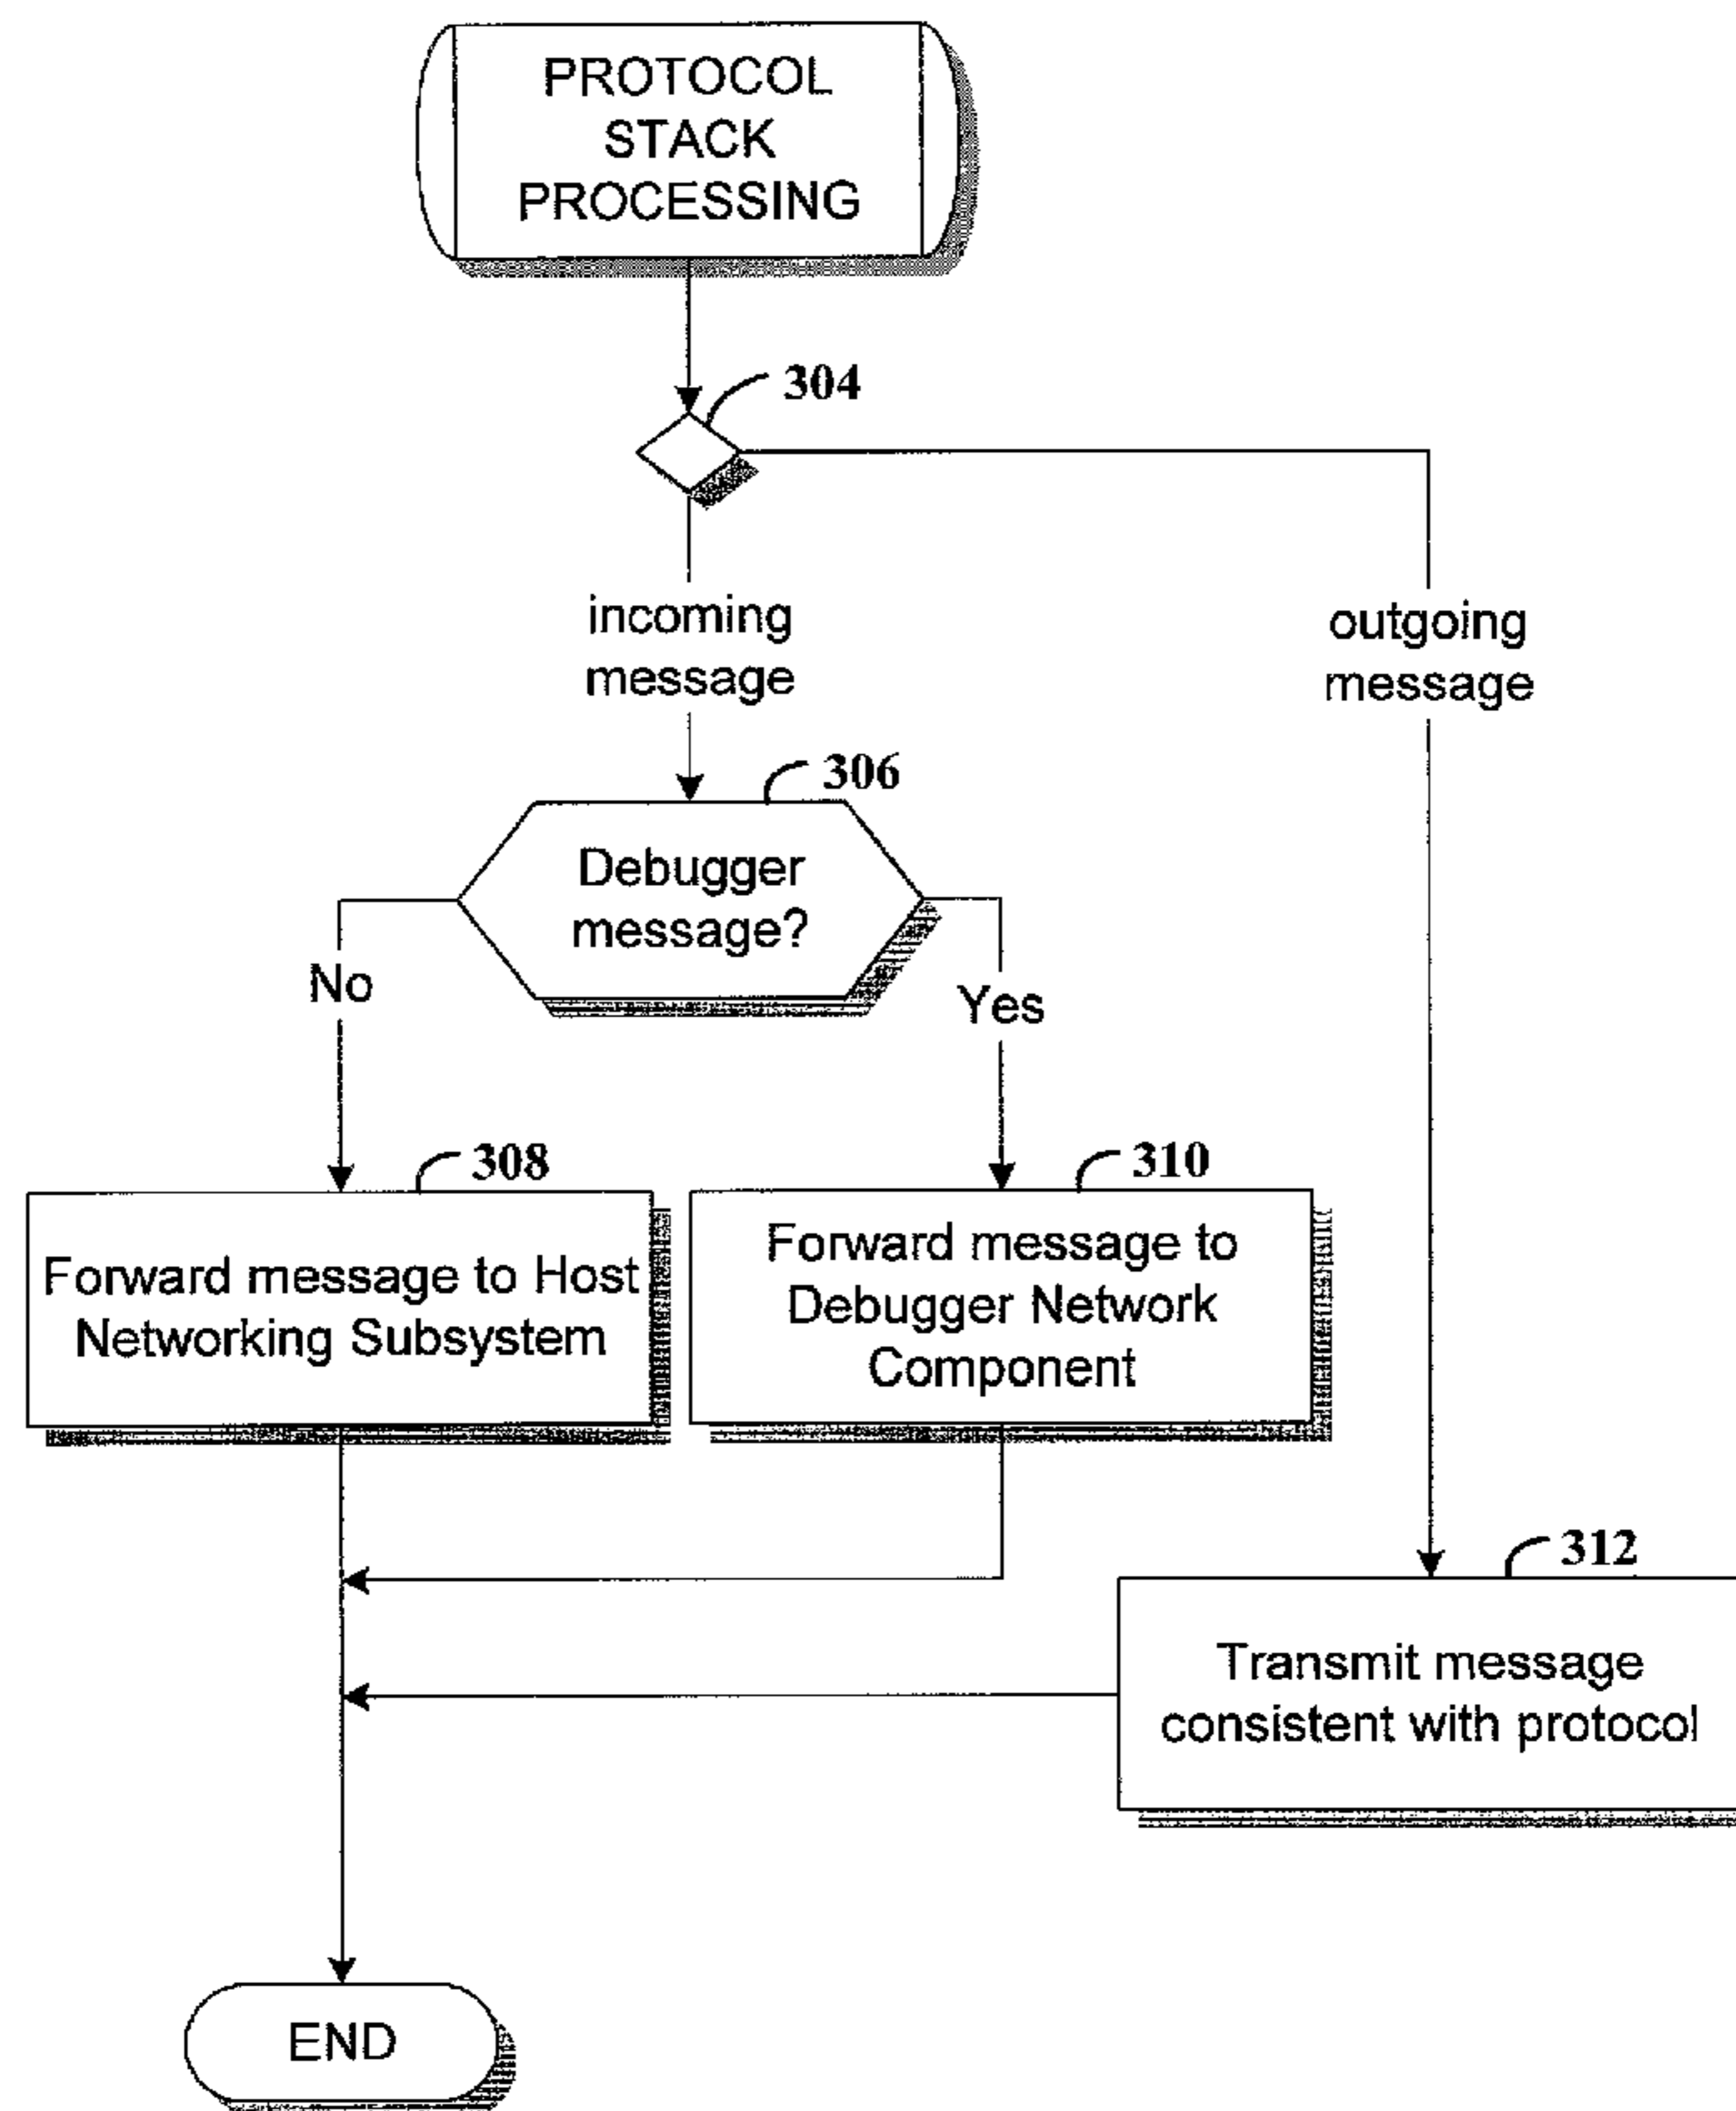 PROTOCOL
STACK
PROCESSING
304
incoming
message
outgoing
message
306
Debugger
message?
No
Yes
308
Forward message to Host
Networking Subsystem
310
Forward message to
Debugger Network
Component
312
Transmit message
consistent with protocol
END